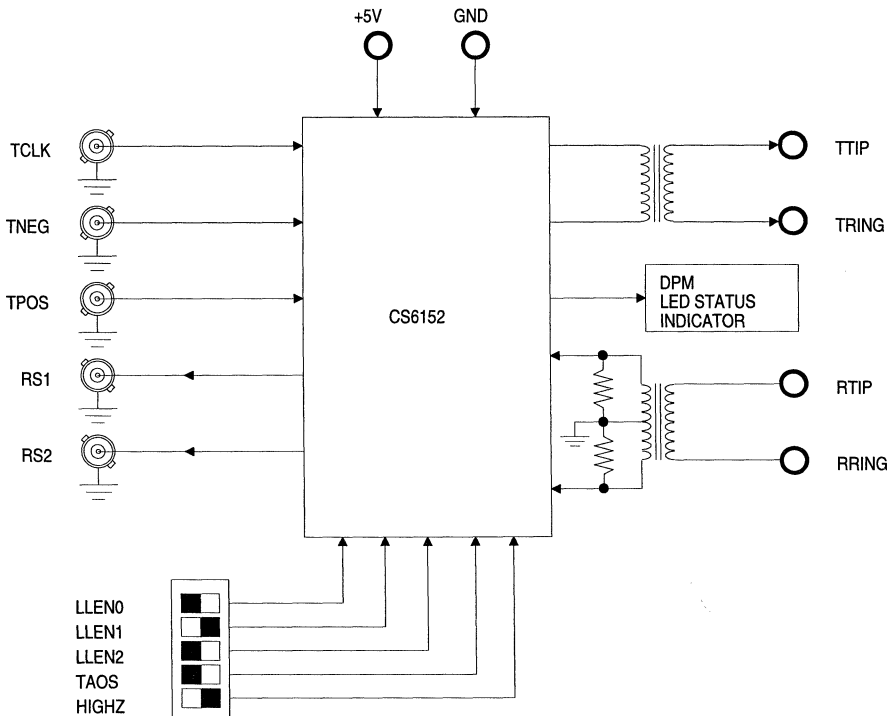 +5V
GND
TCLK
TNEG
TPOS
RS1
RS2
CS6152
TTIP
TRING
DPM
LED STATUS
INDICATOR
RTIP
RRING
LLEN0
LLEN1
LLEN2
TAOS
HIGHZ